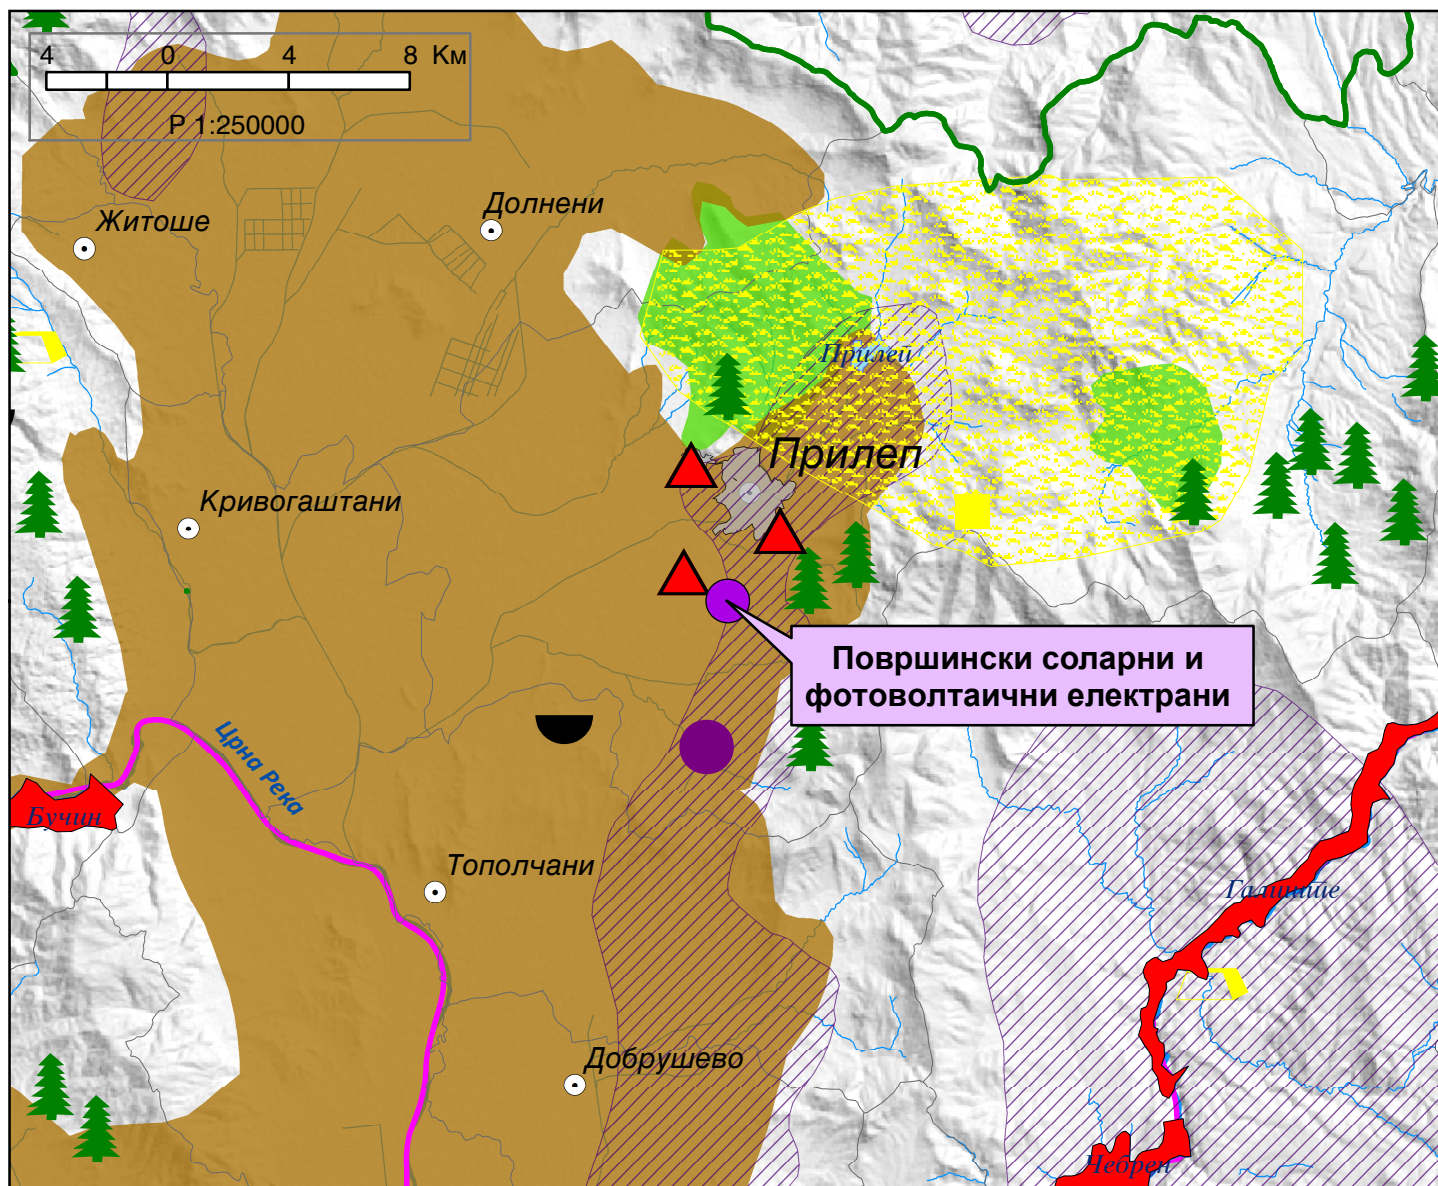 4 0 4 8 Км
Р 1:250000
Житоше
Долнени
Прилеп
Прилеп
Кривогаштани
Површински соларни и
фотоволтаични електрани
Црна Река
Бучин
Тополчани
Галиште
Добрушево
Чебрен